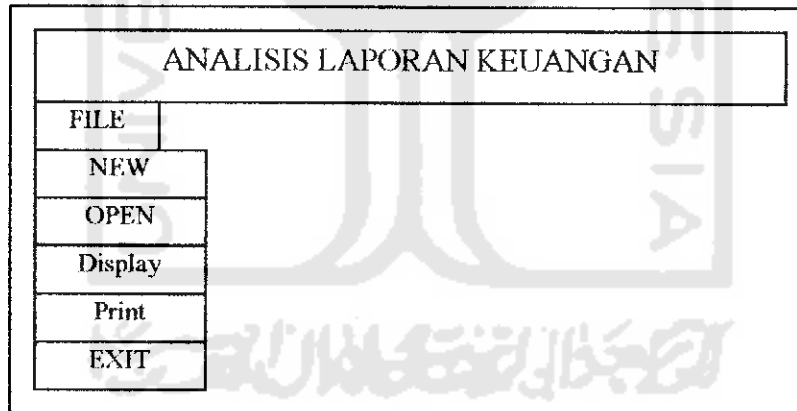 ANALISIS LAPORAN KEUANGAN
FILE
NEW
OPEN
Display
Print
EXIT